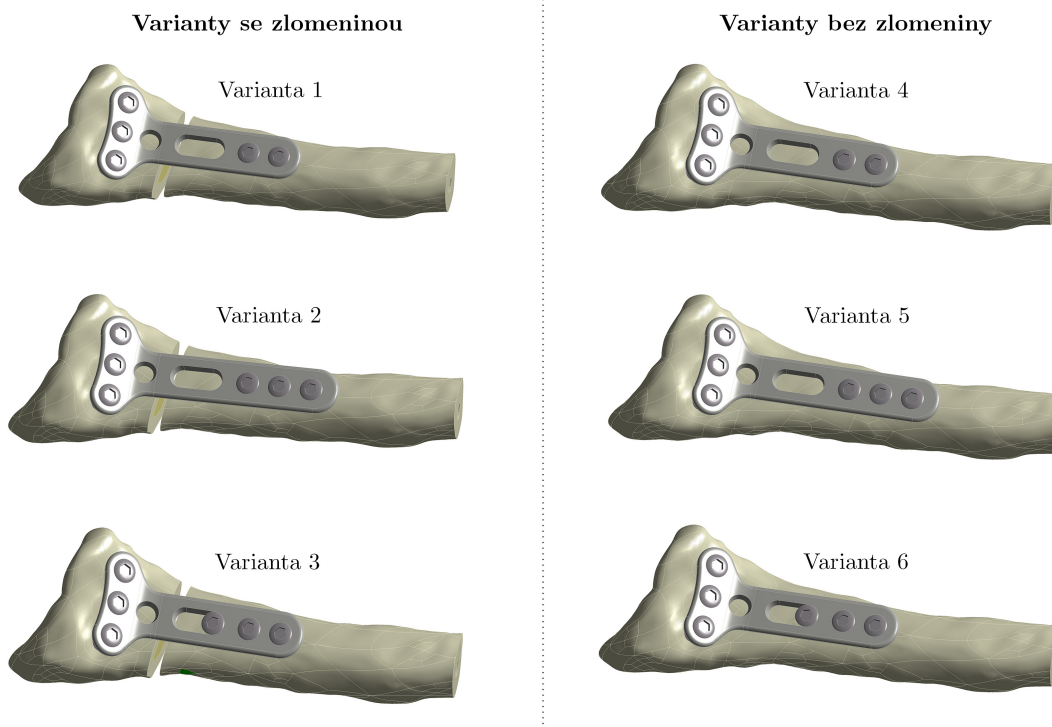 Varianty se zlomeninou
Varianta 1
Varianta 2
Varianta 3
Varianty bez zlomeniny
Varianta 4
Varianta 5
Varianta 6